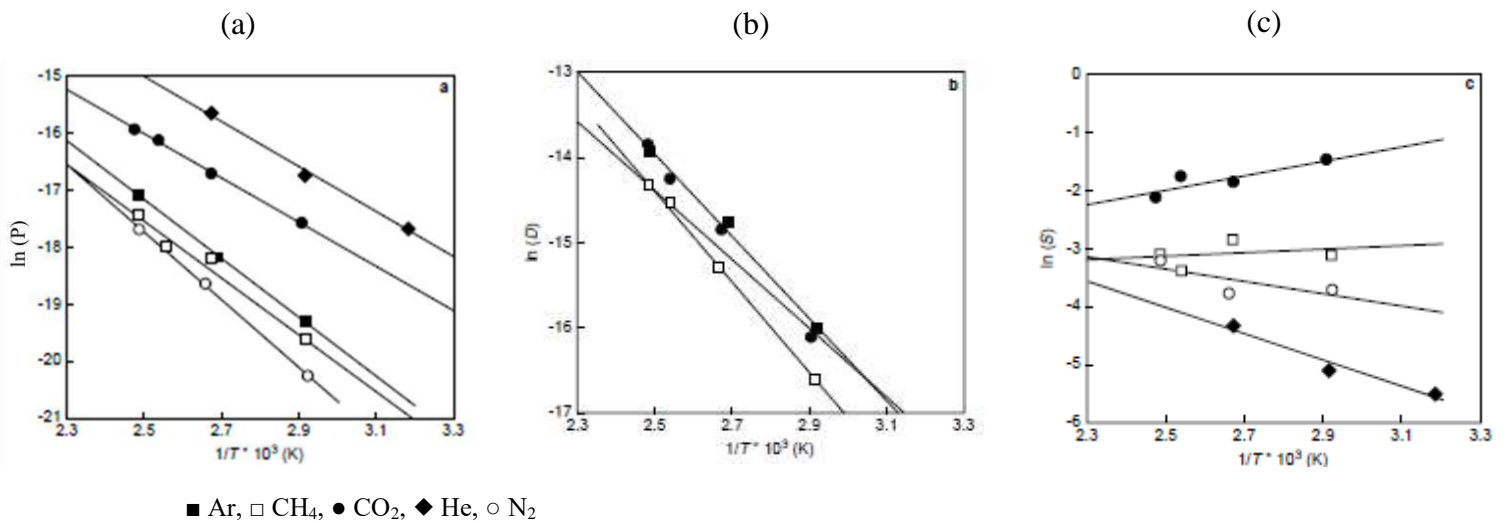 (a)
(b)
(c)
-15
-16
-17
-18
-19
-20
-21
ln (P)
a
2.3 2.5 2.7 2.9 3.1 3.3
1/T * 10³ (K)
-13
-14
-15
-16
-17
ln (D)
b
2.3 2.5 2.7 2.9 3.1 3.3
1/T * 10³ (K)
0
-1
-2
-3
-4
-5
-6
ln (S)
c
2.3 2.5 2.7 2.9 3.1 3.3
1/T * 10³ (K)
■ Ar, □ CH₄, ● CO₂, ◆ He, ○ N₂